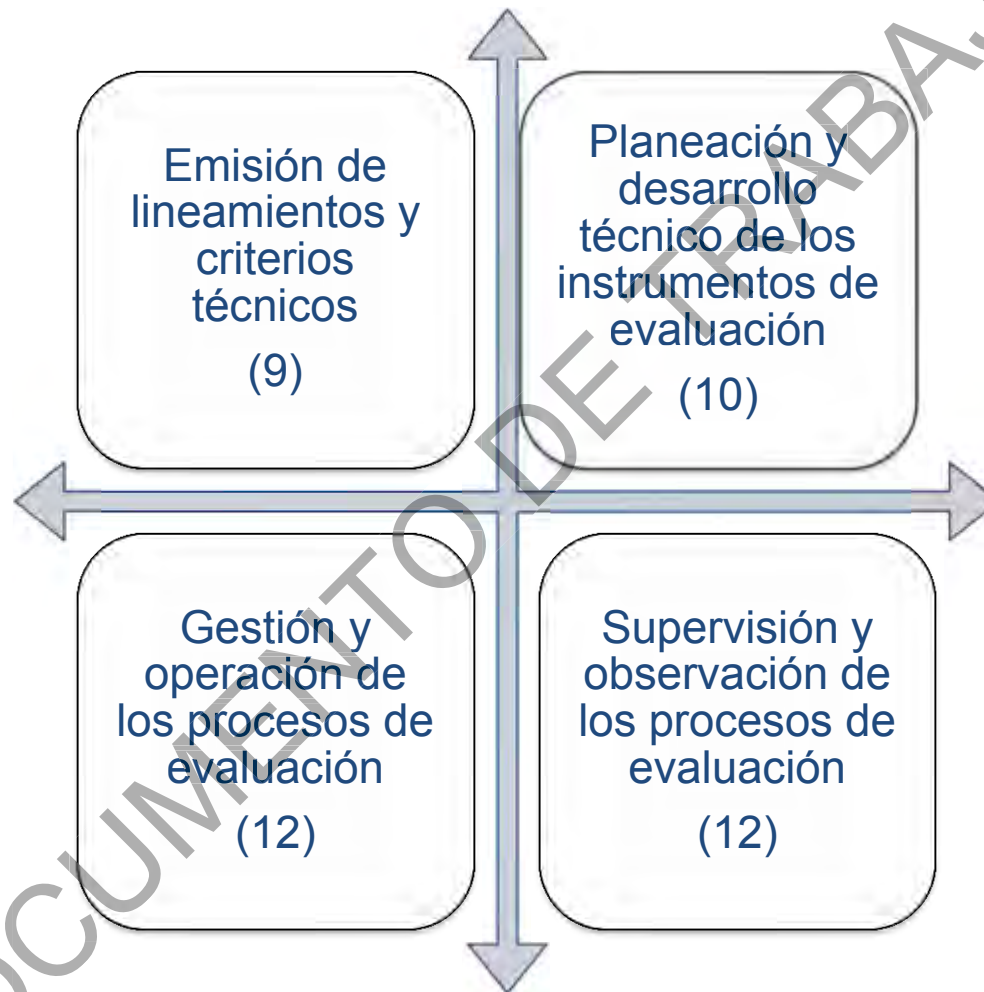 Emisión de
lineamientos y
criterios
técnicos
(9)
Planeación y
desarrollo
técnico de los
instrumentos de
evaluación
(10)
Gestión y
operación de
los procesos de
evaluación
(12)
Supervisión y
observación de
los procesos de
evaluación
(12)
DOCUMENTO DE TRABAJO